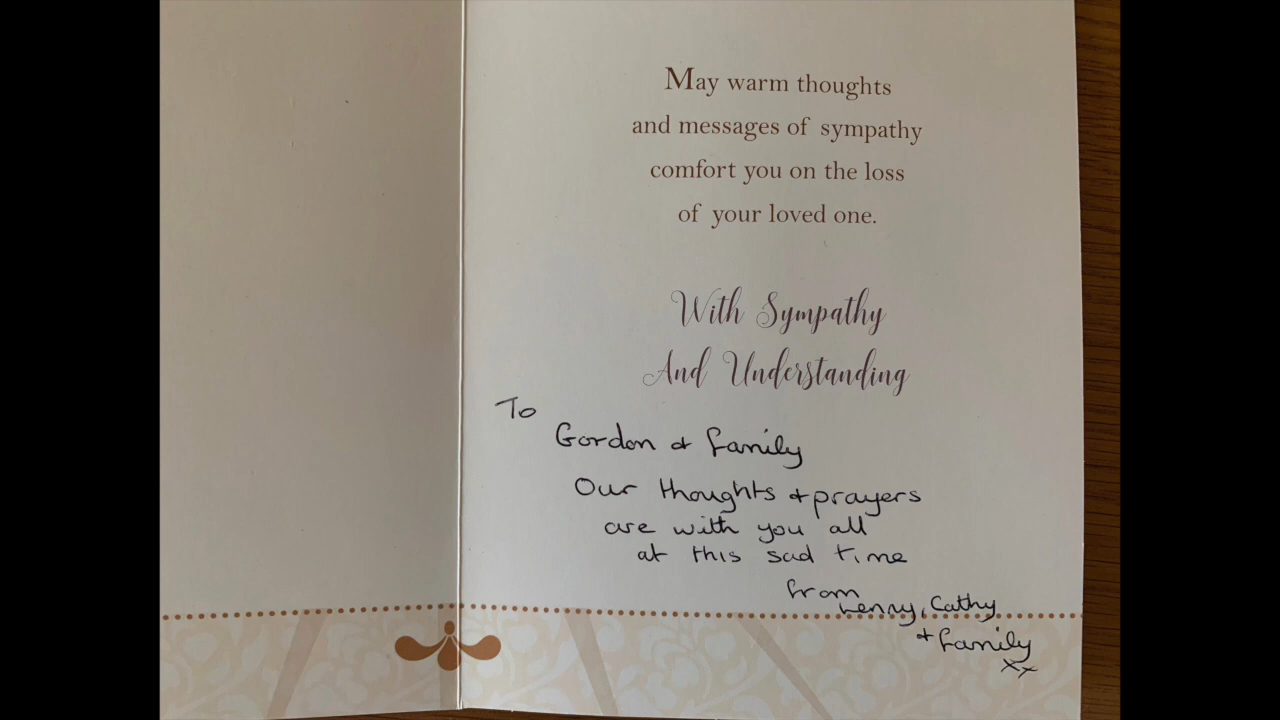 May warm thoughts
and messages of sympathy
comfort you on the loss
of your loved one.
With Sympathy
And Understanding
To
Gordon & family
Our thoughts & prayers
are with you all
at this sad time
from
Lenny, Cathy
& family
xx